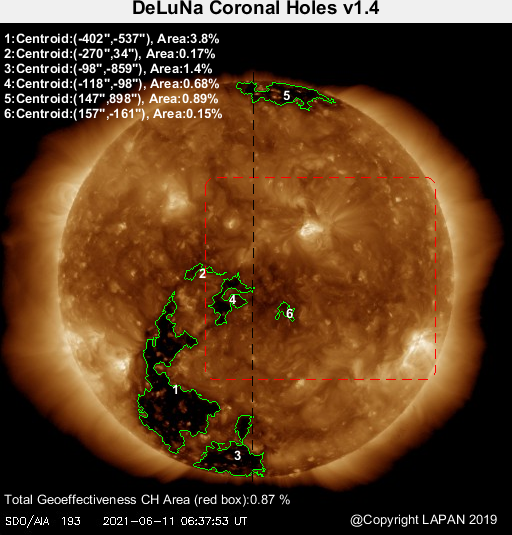 DeLuNa Coronal Holes v1.4
1:Centroid:(-402",-537"), Area:3.8%
2:Centroid:(-270",34"), Area:0.17%
3:Centroid:(-98",-859"), Area:1.4%
4:Centroid:(-118",-98"), Area:0.68%
5:Centroid:(147",898"), Area:0.89%
6:Centroid:(157",-161"), Area:0.15%
5
2
4
6
1
3
Total Geoeffectiveness CH Area (red box):0.87 %
SDO/AIA 193 2021-06-11 06:37:53 UT
@Copyright LAPAN 2019